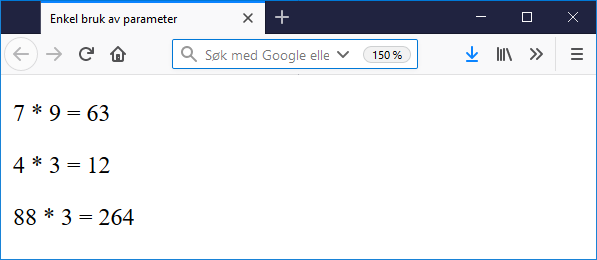 Enkel bruk av parameter
Søk med Google elle
150 %
7 * 9 = 63
4 * 3 = 12
88 * 3 = 264